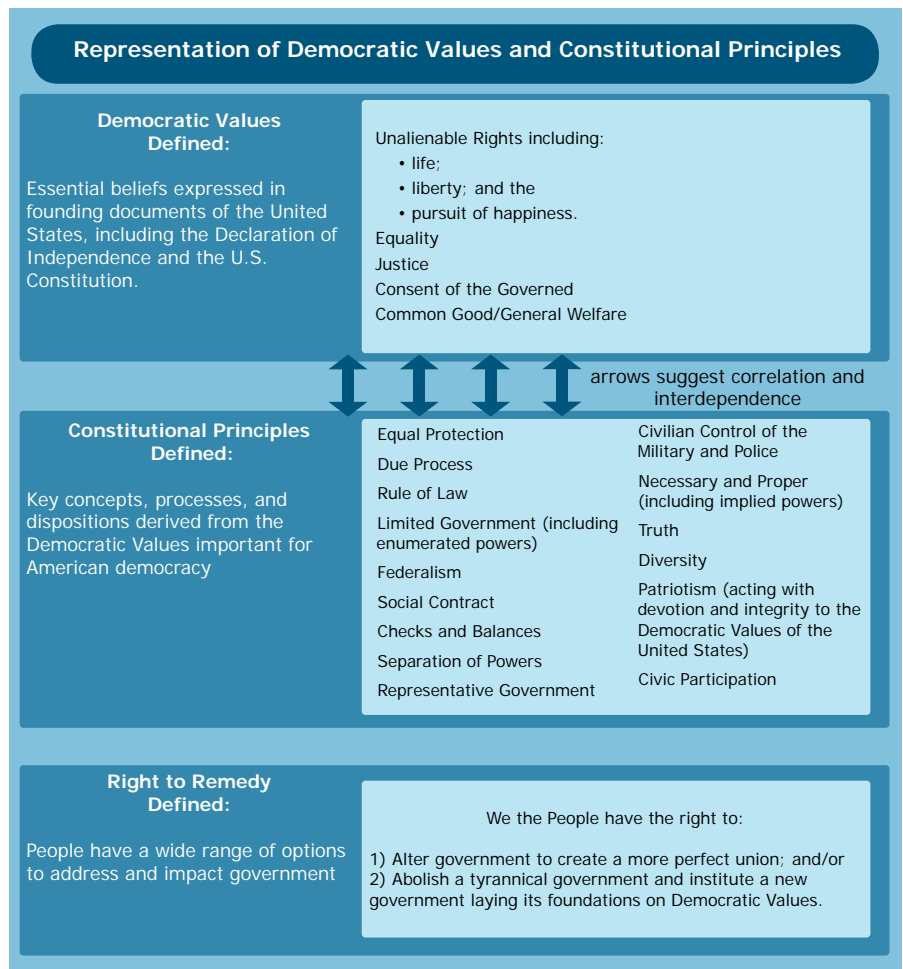 Representation of Democratic Values and Constitutional Principles
Democratic Values
Defined:
Essential beliefs expressed in
founding documents of the United
States, including the Declaration of
Independence and the U.S.
Constitution.
Unalienable Rights including:
• life;
• liberty; and the
• pursuit of happiness.
Equality
Justice
Consent of the Governed
Common Good/General Welfare
arrows suggest correlation and
interdependence
Constitutional Principles
Defined:
Key concepts, processes, and
dispositions derived from the
Democratic Values important for
American democracy
Equal Protection
Due Process
Rule of Law
Limited Government (including
enumerated powers)
Federalism
Social Contract
Checks and Balances
Separation of Powers
Representative Government
Civilian Control of the
Military and Police
Necessary and Proper
(including implied powers)
Truth
Diversity
Patriotism (acting with
devotion and integrity to the
Democratic Values of the
United States)
Civic Participation
Right to Remedy
Defined:
People have a wide range of options
to address and impact government
We the People have the right to:
1) Alter government to create a more perfect union; and/or
2) Abolish a tyrannical government and institute a new
government laying its foundations on Democratic Values.